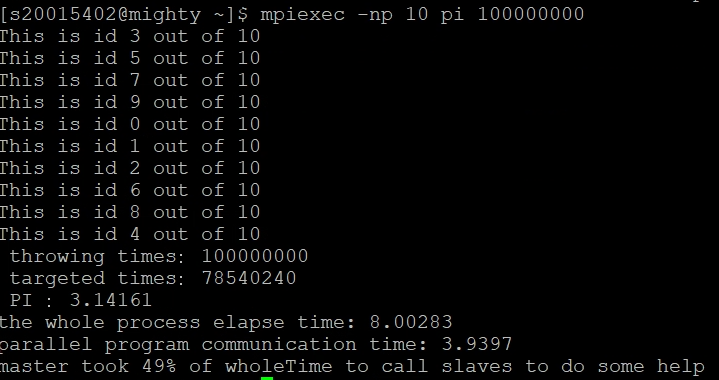 [s20015402@mighty ~]$ mpiexec -np 10 pi 100000000
This is id 3 out of 10
This is id 5 out of 10
This is id 7 out of 10
This is id 9 out of 10
This is id 0 out of 10
This is id 1 out of 10
This is id 2 out of 10
This is id 6 out of 10
This is id 8 out of 10
This is id 4 out of 10
throwing times: 100000000
targeted times: 78540240
PI : 3.14161
the whole process elapse time: 8.00283
parallel program communication time: 3.9397
master took 49% of wholeTime to call slaves to do some help